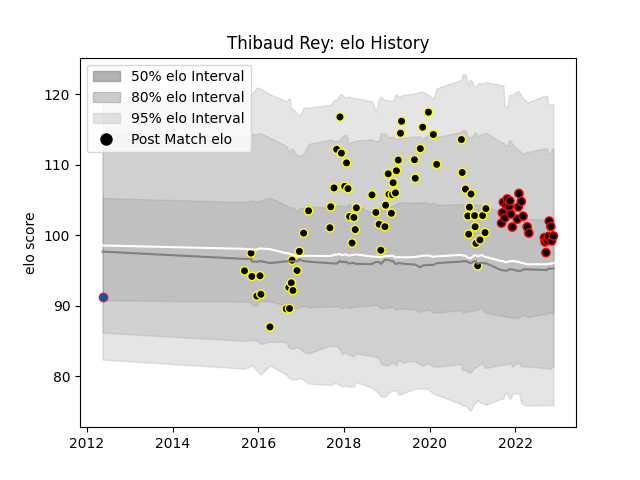 Thibaud Rey: elo History
50% elo Interval
80% elo Interval
95% elo Interval
Post Match elo
elo score
120
110
100
90
80
2012
2014
2016
2018
2020
2022